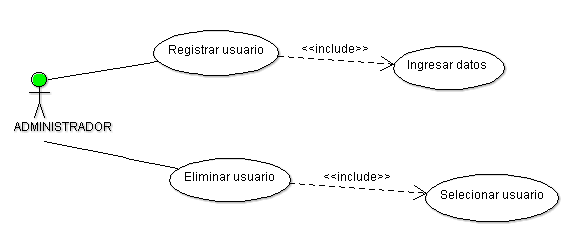 Registrar usuario
<<include>>
Ingresar datos
ADMINISTRADOR
Eliminar usuario
<<include>>
Selecionar usuario